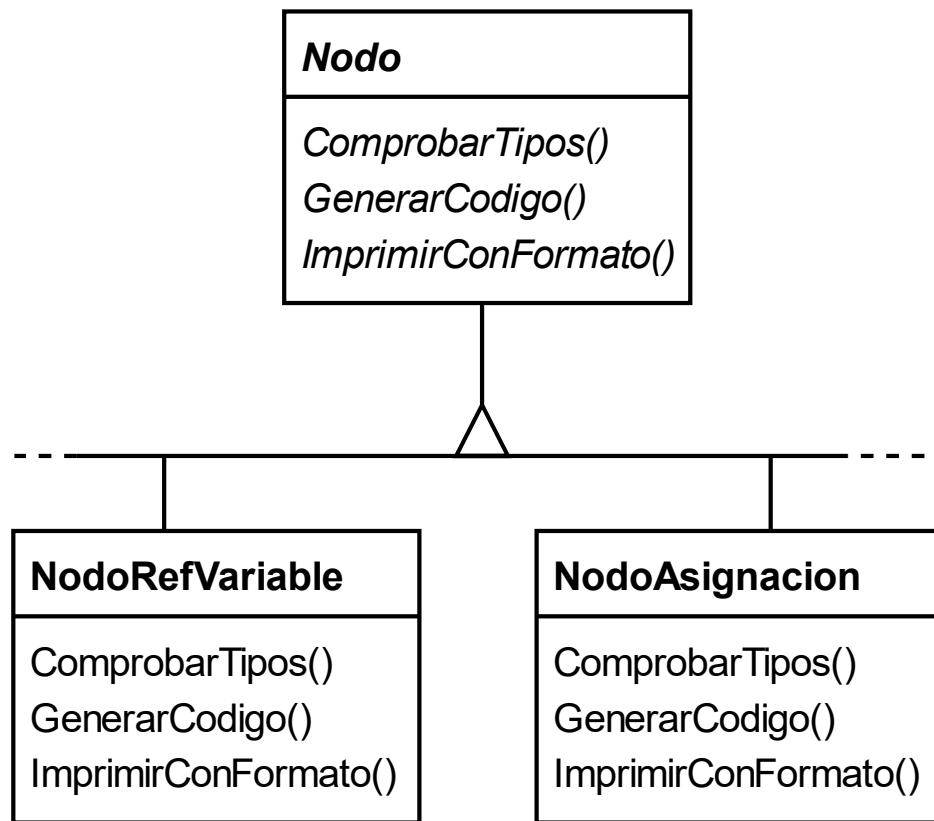 Nodo
ComprobarTipos()
GenerarCodigo()
ImprimirConFormato()
NodoRefVariable
ComprobarTipos()
GenerarCodigo()
ImprimirConFormato()
NodoAsignacion
ComprobarTipos()
GenerarCodigo()
ImprimirConFormato()